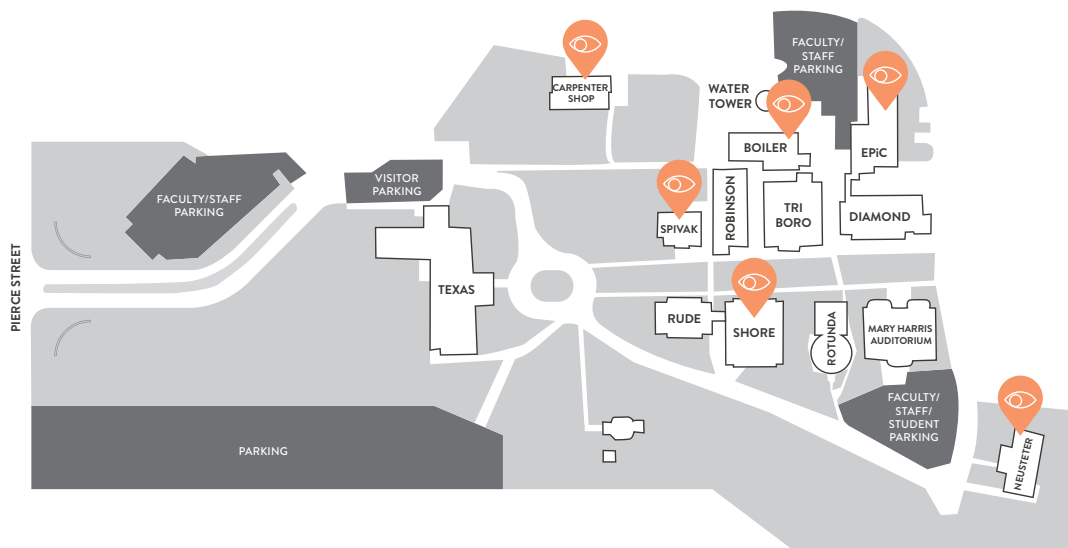 CARPENTER
SHOP
FACULTY/
STAFF
PARKING
WATER
TOWER
BOILER
EPiC
VISITOR
PARKING
FACULTY/STAFF
PARKING
SPIVAK
ROBINSON
TRI
BORO
DIAMOND
PIERCE STREET
TEXAS
RUDE
SHORE
ROTUNDA
MARY HARRIS
AUDITORIUM
FACULTY/
STAFF/
STUDENT
PARKING
PARKING
NEUSTETER